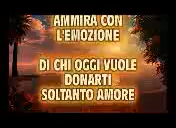 AMMIRA CON
L'EMOZIONE
DI CHI OGGI VUOLE
DONARTI
SOLTANTO AMORE